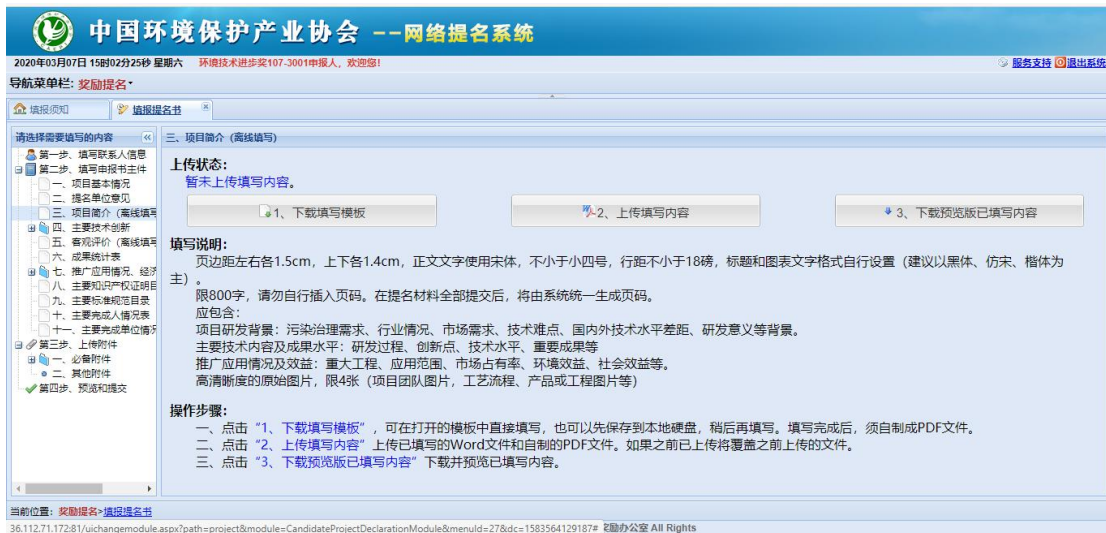 中国环境保护产业协会 --网络提名系统
2020年03月07日 15时02分25秒 星期六 环境技术进步奖107-3001申报人，欢迎您!
服务支持 退出系统
导航菜单栏: 奖励提名
填报须知 填报提名书
请选择需要填写的内容
第一步、填写联系人信息
第二步、填写申报书主件
一、项目基本情况
二、提名单位意见
三、项目简介（离线填写
四、主要技术创新
五、客观评价（离线填写
六、成果统计表
七、推广应用情况、经济
八、主要知识产权证明目
九、主要标准规范目录
十、主要完成人情况表
十一、主要完成单位情况
第三步、上传附件
一、必备附件
二、其他附件
第四步、预览和提交
三、项目简介（离线填写）
上传状态：
暂未上传填写内容。
1、下载填写模板 2、上传填写内容 3、下载预览版已填写内容
填写说明：
页边距左右各1.5cm，上下各1.4cm，正文文字使用宋体，不小于小四号，行距不小于18磅，标题和图表文字格式自行设置（建议以黑体、仿宋、楷体为
主）。
限800字，请勿自行插入页码。在提名材料全部提交后，将由系统统一生成页码。
应包含：
项目研发背景：污染治理需求、行业情况、市场需求、技术难点、国内外技术水平差距、研发意义等背景。
主要技术内容及成果水平：研发过程、创新点、技术水平、重要成果等
推广应用情况及效益：重大工程、应用范围、市场占有率、环境效益、社会效益等。
高清晰度的原始图片，限4张（项目团队图片，工艺流程、产品或工程图片等）
操作步骤：
一、点击“1、下载填写模板”，可在打开的模板中直接填写，也可以先保存到本地硬盘，稍后再填写。填写完成后，须自制成PDF文件。
二、点击“2、上传填写内容”上传已填写的Word文件和自制的PDF文件。如果之前已上传将覆盖之前上传的文件。
三、点击“3、下载预览版已填写内容”下载并预览已填写内容。
当前位置：奖励提名>填报提名书
36.112.71.172:81/uichangemodule.aspx?path=project&module=CandidateProjectDeclarationModule&menuId=27&dc=1583564129187# 奖励办公室 All Rights